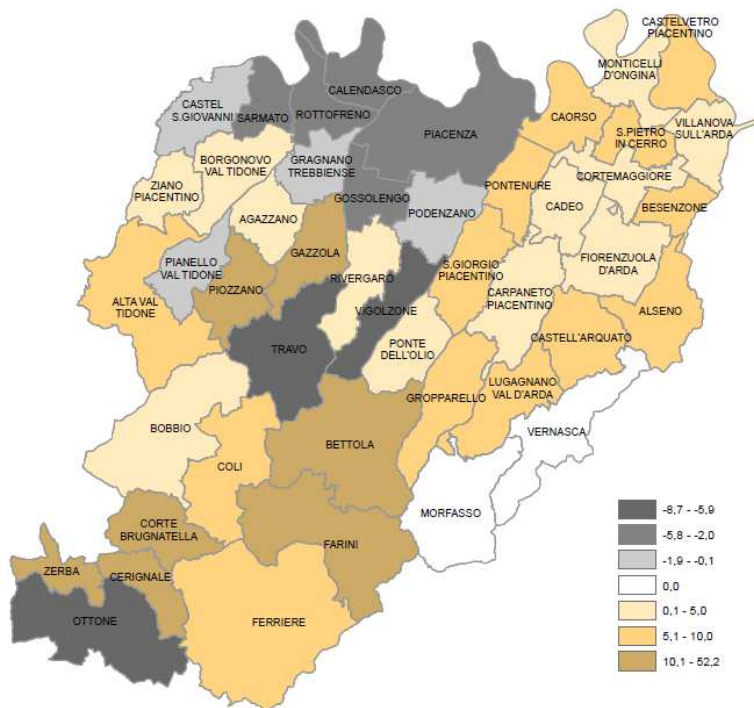 CASTELVETRO
PIACENTINO
MONTICELLI
D'ONGINA
CASTEL
S.GIOVANNI
SARMATO
CALENDASCO
ROTTOFRENO
PIACENZA
CAORSO
S.PIETRO
IN CERRO
VILLANOVA
SULL'ARDA
BORGONOVO
VAL TIDONE
GRAGNANO
TREBBIENSE
ZIANO
PIACENTINO
GOSSOLENGO
PONTENURE
CORTEMAGGIORE
CADEO
BESENZONE
AGAZZANO
PODENZANO
PIANELLO
VAL TIDONE
GAZZOLA
PIOZZANO
RIVERGARO
S.GIORGIO
PIACENTINO
FIORENZUOLA
D'ARDA
ALTA VAL
TIDONE
VIGOLZONE
CARPANETO
PIACENTINO
ALSENO
TRAVO
PONTE
DELL'OLIO
CASTELL'ARQUATO
GROPPARELLO
LUGAGNANO
VAL D'ARDA
BOBBIO
BETTOLA
VERNASCA
COLI
MORFASSO
CORTE
BRUGNATELLA
FARINI
ZERBA
CERIGNALE
OTTONE
FERRIERE
-8,7 - -5,9
-5,8 - -2,0
-1,9 - -0,1
0,0
0,1 - 5,0
5,1 - 10,0
10,1 - 52,2